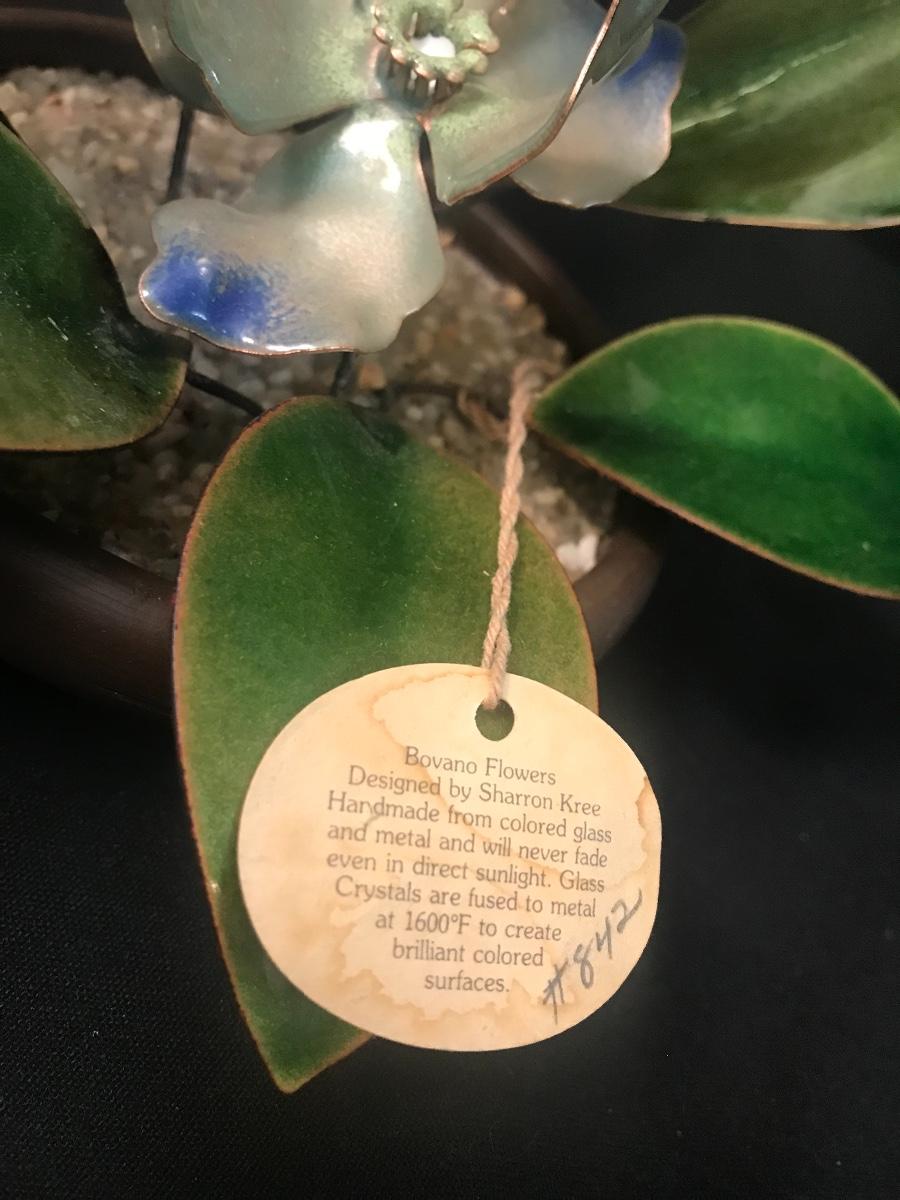 Bovano Flowers
Designed by Sharron Kree
Handmade from colored glass
and metal and will never fade
even in direct sunlight. Glass
Crystals are fused to metal
at 1600°F to create
brilliant colored
surfaces.
#842